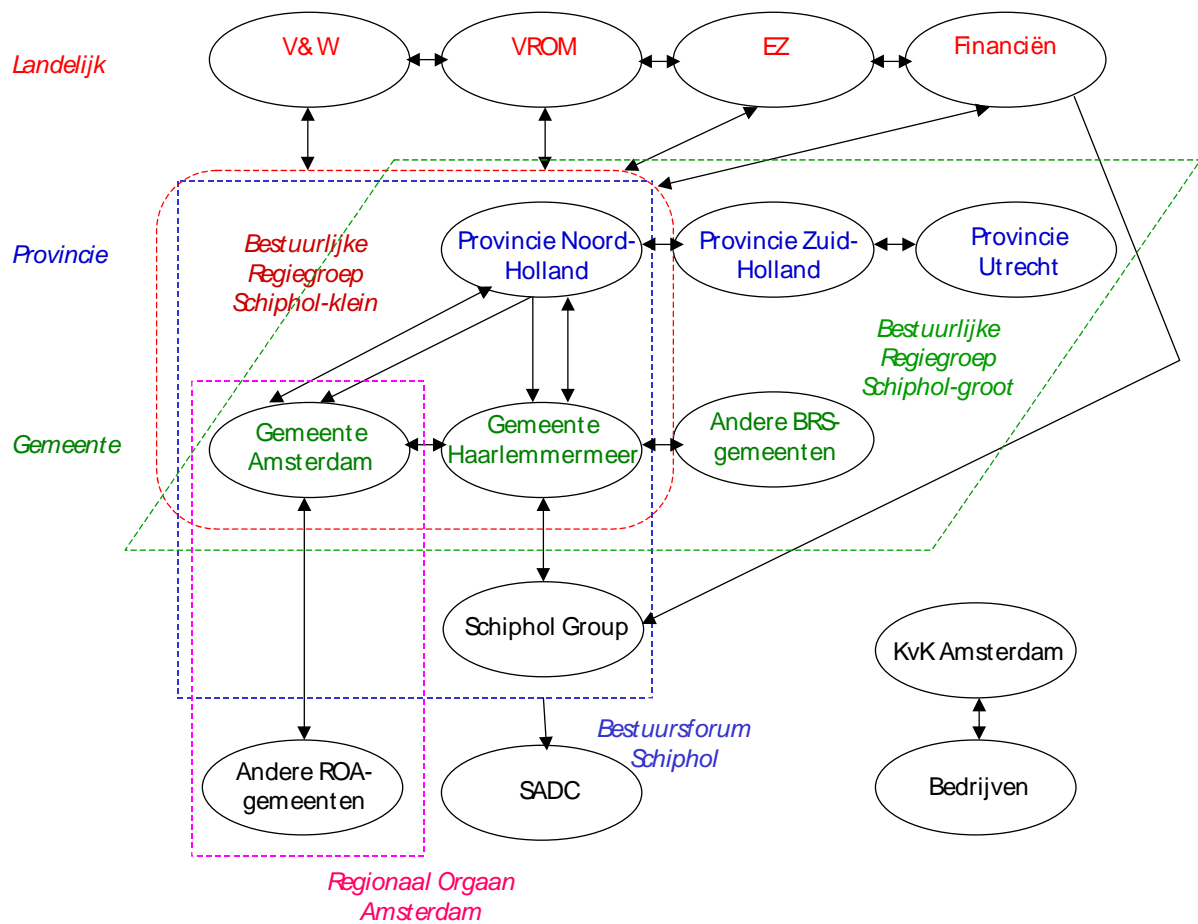 V&W
VROM
EZ
Financiën
Landelijk
Provincie
Bestuurlijke
Regiegroep
Schiphol-klein
Provincie Noord-
Holland
Provincie Zuid-
Holland
Provincie
Utrecht
Bestuurlijke
Regiegroep
Schiphol-groot
Gemeente
Gemeente
Amsterdam
Gemeente
Haarlemmermeer
Andere BRS-
gemeenten
Schiphol Group
KvK Amsterdam
Bestuursforum
Schiphol
Andere ROA-
gemeenten
SADC
Bedrijven
Regionaal Orgaan
Amsterdam